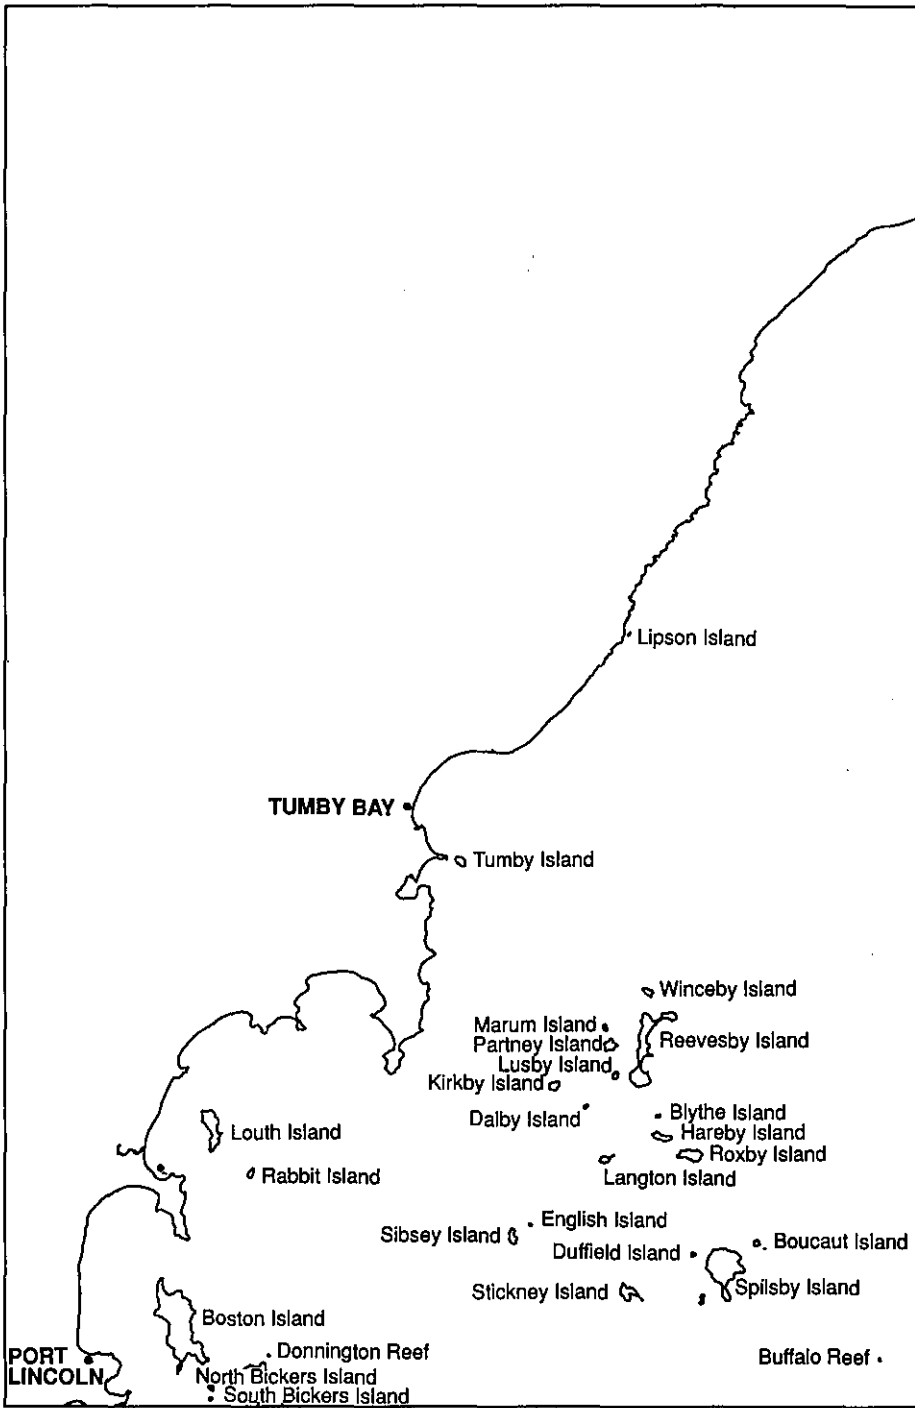 Lipson Island
TUMBY BAY
Tumby Island
Winceby Island
Marum Island
Reevesby Island
Partney Island
Lusby Island
Kirkby Island
Dalby Island
Blythe Island
Louth Island
Hareby Island
Roxby Island
Rabbit Island
Langton Island
English Island
Sibsey Island
Boucaut Island
Duffield Island
Stickney Island
Spilsby Island
Boston Island
Donnington Reef
PORT
LINCOLN
Buffalo Reef
North Bickers Island
South Bickers Island